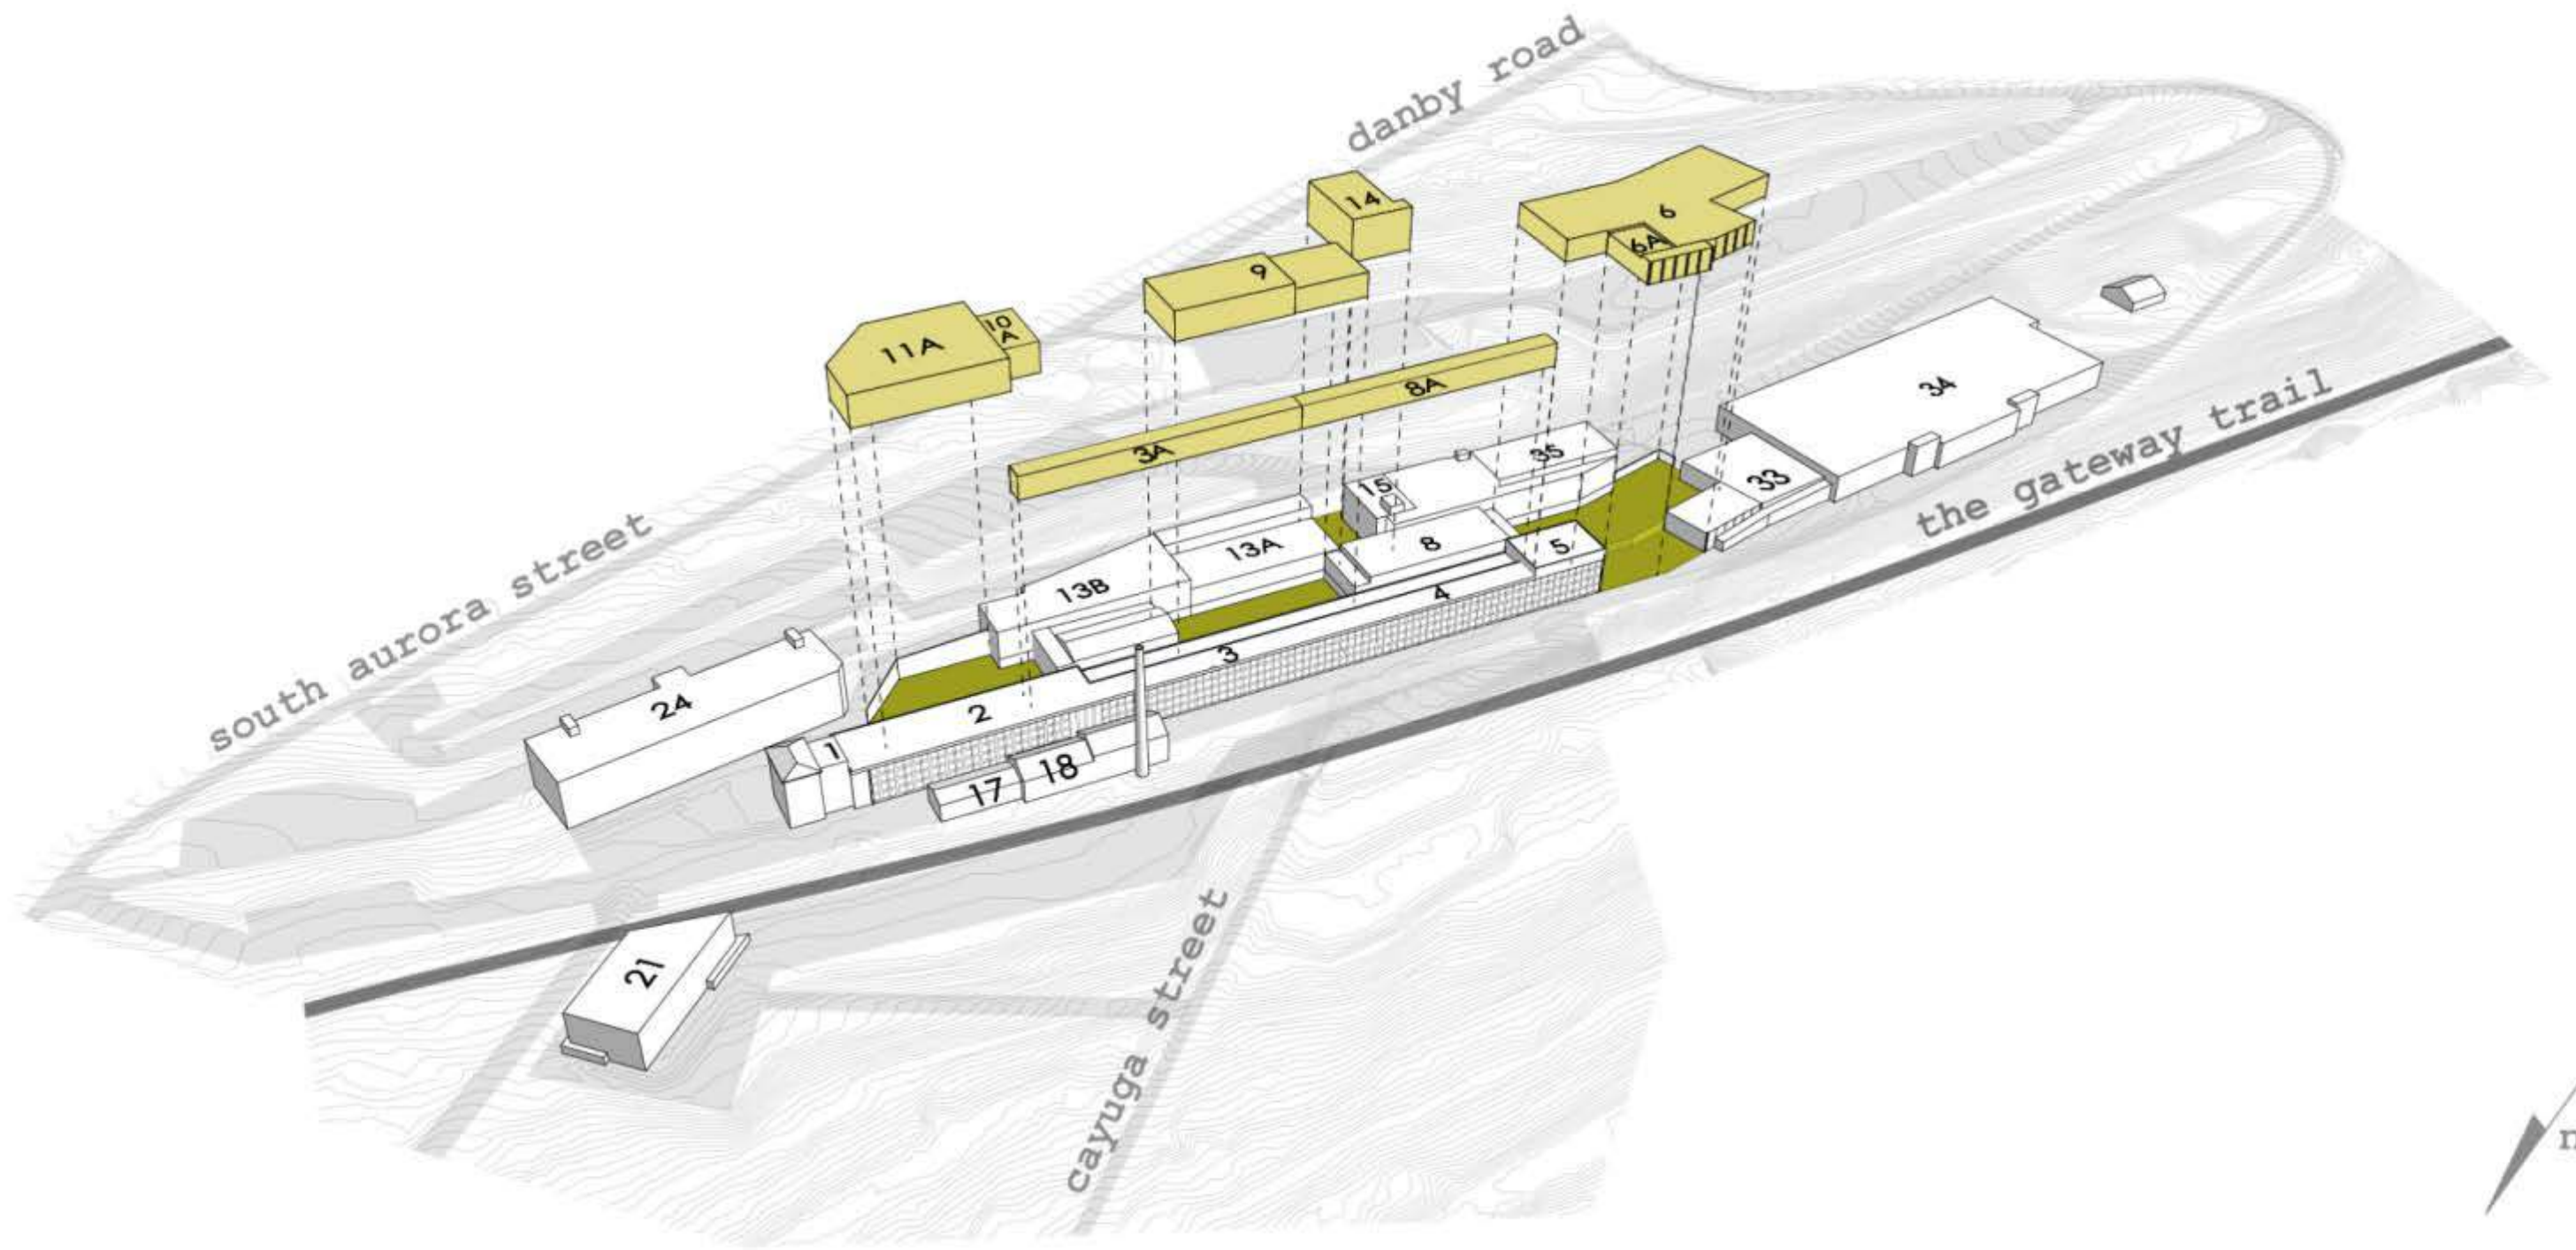 danby road
14
6
6A
9
10
A
11A
8A
3A
34
35
15
33
the gateway trail
13A
8
5
13B
4
3
south aurora street
24
2
1
18
17
21
cayuga street
n